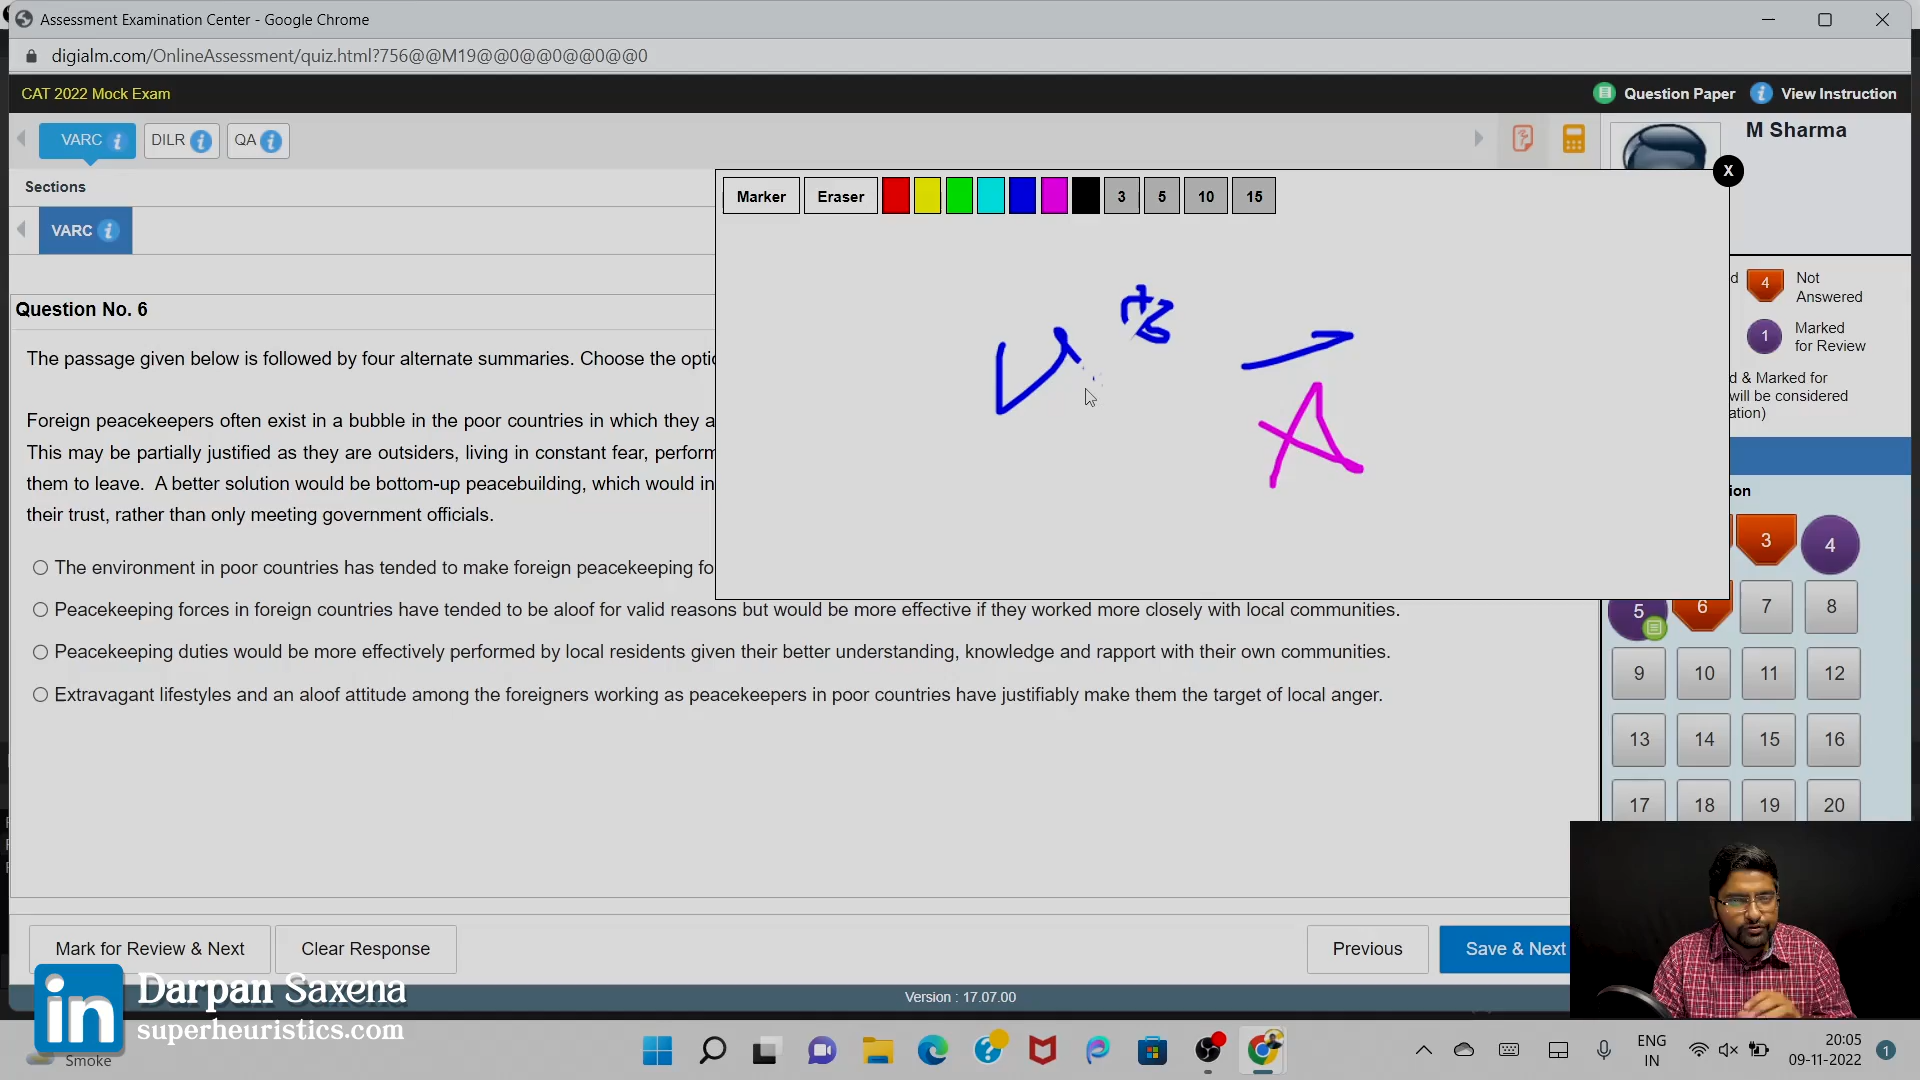 Assessment Examination Center - Google Chrome
digialm.com/OnlineAssessment/quiz.html?756@@M19@@0@@0@@0@@0
CAT 2022 Mock Exam
Question Paper
View Instruction
VARC
DILR
QA
M Sharma
Sections
Marker
Eraser
3
5
10
15
X
VARC
Question No. 6
4
Not
Answered
1
Marked
for Review
d & Marked for
will be considered
The passage given below is followed by four alternate summaries. Choose the optic
Foreign peacekeepers often exist in a bubble in the poor countries in which they a
This may be partially justified as they are outsiders, living in constant fear, perform
them to leave. A better solution would be bottom-up peacebuilding, which would in
their trust, rather than only meeting government officials.
A
The environment in poor countries has tended to make foreign peacekeeping fo
Peacekeeping forces in foreign countries have tended to be aloof for valid reasons but would be more effective if they worked more closely with local communities.
Peacekeeping duties would be more effectively performed by local residents given their better understanding, knowledge and rapport with their own communities.
Extravagant lifestyles and an aloof attitude among the foreigners working as peacekeepers in poor countries have justifiably make them the target of local anger.
3
4
5
6
7
8
9
10
11
12
13
14
15
16
17
18
19
20
Mark for Review & Next
Clear Response
Previous
Save & Next
Version : 17.07.00
in
Darpan Saxena
superheuristics.com
Smoke
ENG
IN
20:05
09-11-2022
1